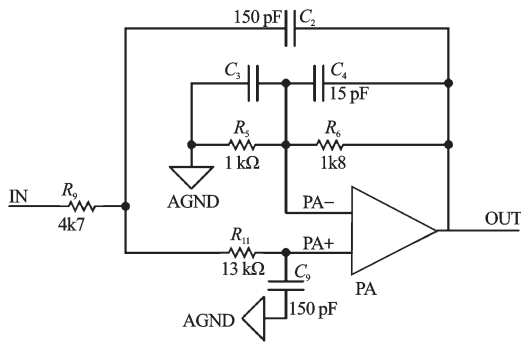 150 pF C₂
C₃ C₄
15 pF
R₅ R₆
1 kΩ 1k8
AGND
IN R₉
4k7
PA−
OUT
R₁₁ PA+
13 kΩ C₉
PA
150 pF
AGND